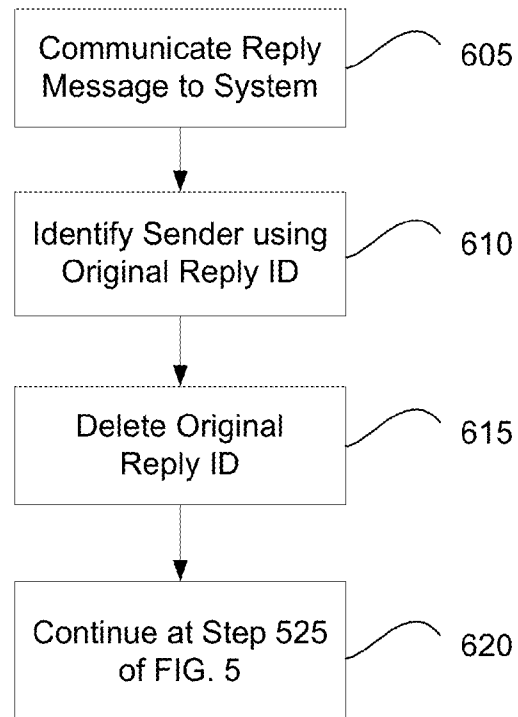 Communicate Reply
Message to System
605
Identify Sender using
Original Reply ID
610
Delete Original
Reply ID
615
Continue at Step 525
of FIG. 5
620